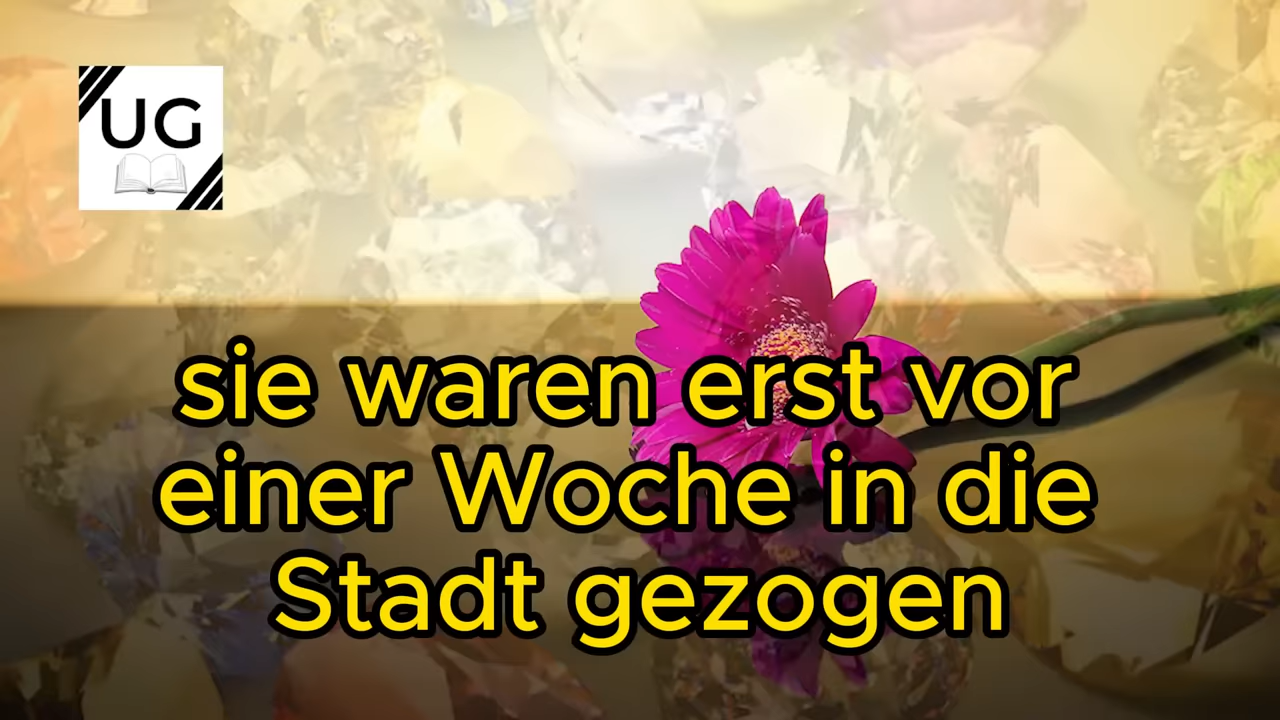 UG
sie waren erst vor
einer Woche in die
Stadt gezogen